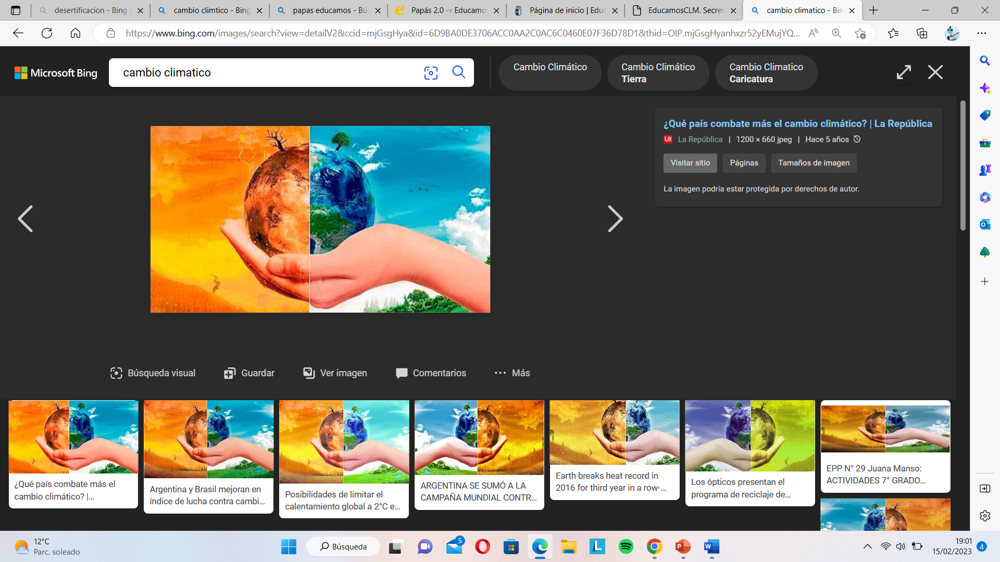 desertificacion - Bing i
cambio climtico - Bing
papas educamos - Bús
Papás 2.0 ⇨ Educamo
Página de inicio | Educ
EducamosCLM. Secret
cambio climatico - Bin
https://www.bing.com/images/search?view=detailV2&ccid=mjGsgHya&id=6D9BA0DE3706ACC0AA2C0AC6C0460E07F36D78D1&thid=OIP.mjGsgHyanhxzr52yEMujYQ...
Microsoft Bing
cambio climatico
Cambio Climático
Cambio Climático
Tierra
Cambio Climatico
Caricatura
¿Qué país combate más el cambio climático? | La República
LR La República | 1200 × 660 jpeg | Hace 5 años
Visitar sitio
Páginas
Tamaños de imagen
La imagen podría estar protegida por derechos de autor.
Búsqueda visual
Guardar
Ver imagen
Comentarios
Más
¿Qué país combate más el
cambio climático? |...
Argentina y Brasil mejoran en
índice de lucha contra cambi...
Posibilidades de limitar el
calentamiento global a 2°C e...
ARGENTINA SE SUMÓ A LA
CAMPAÑA MUNDIAL CONTR...
Earth breaks heat record in
2016 for third year in a row-...
Los ópticos presentan el
programa de reciclaje de...
EPP N° 29 Juana Manso:
ACTIVIDADES 7° GRADO...
12°C
Parc. soleado
Búsqueda
5
19:01
15/02/2023
4